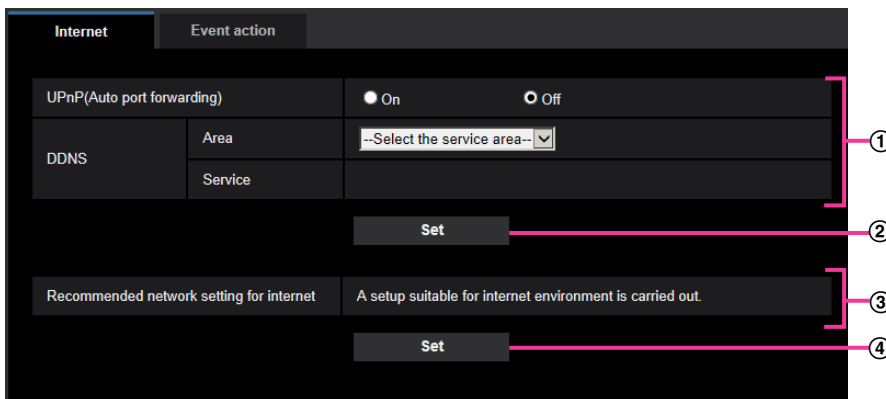 Internet Event action
UPnP(Auto port forwarding) On Off
①
DDNS Area --Select the service area--
Service
Set ②
Recommended network setting for internet A setup suitable for internet environment is carried out. ③
Set ④